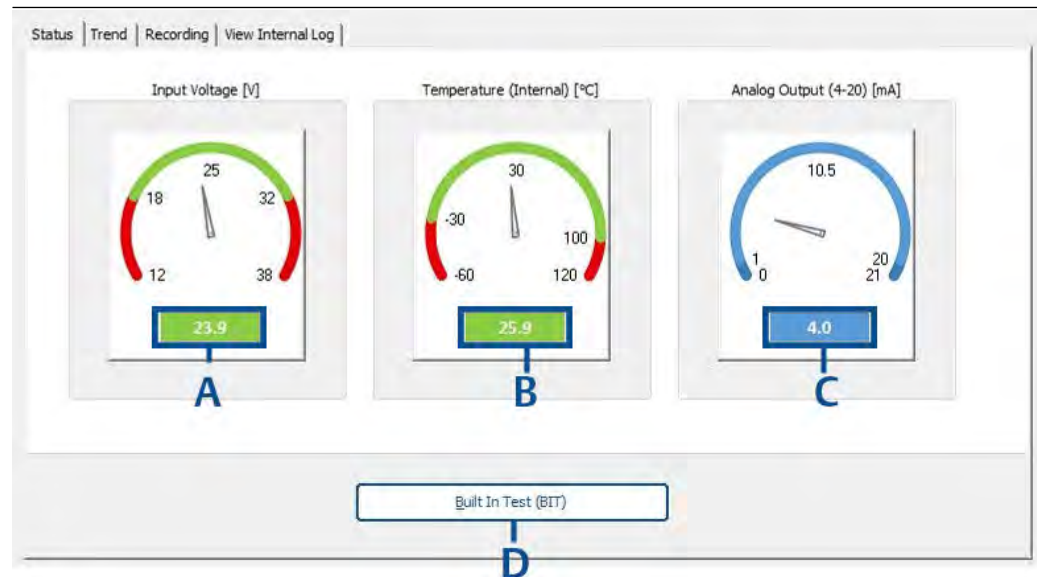 Status Trend Recording View Internal Log
Input Voltage [V] Temperature (Internal) [°C] Analog Output (4-20) [mA]
25 30 10.5
18 32 -30 100 1 20
12 38 -60 120 0 21
23.9 25.9 4.0
A B C
Built In Test (BIT)
D